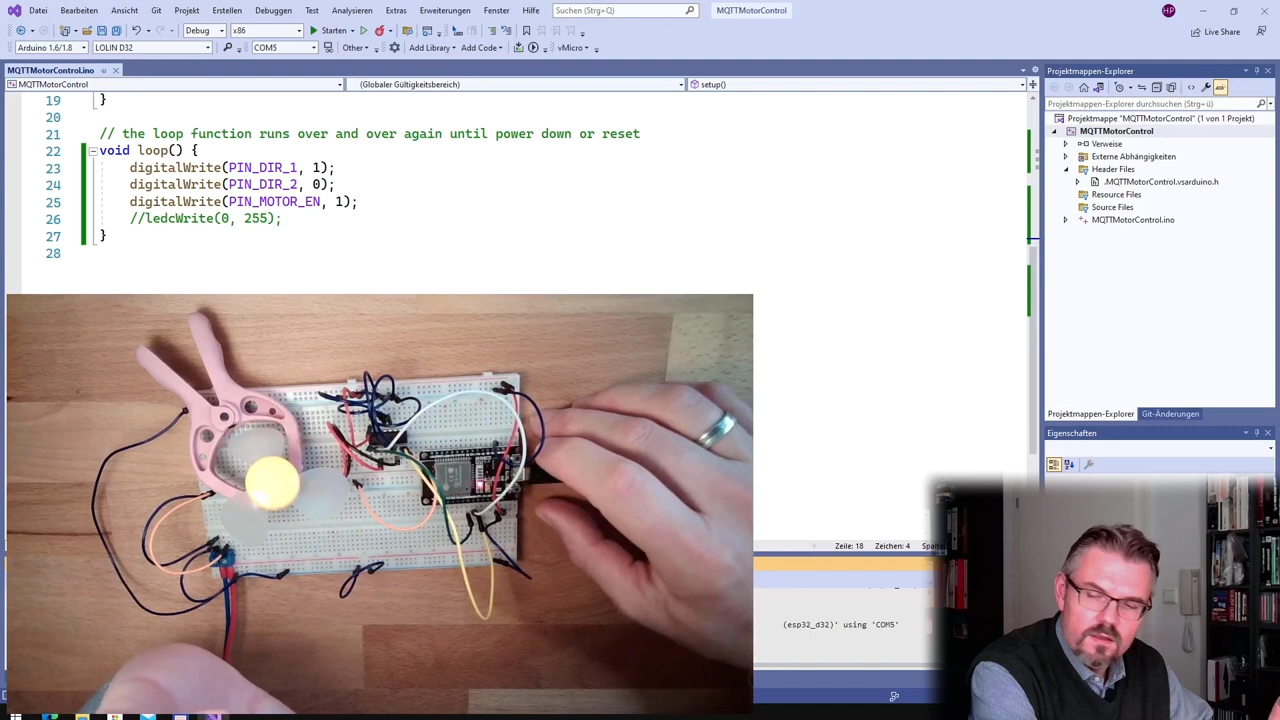 Datei Bearbeiten Ansicht Git Projekt Erstellen Debuggen Test Analysieren Extras Erweiterungen Fenster Hilfe Suchen (Strg+Q) MQTTMotorControl HP
Debug x86 Starten Live Share
Arduino 1.6/1.8 LOLIN D32 COM5 Other Add Library Add Code vMicro
MQTTMotorControl.ino
MQTTMotorControl (Globaler Gültigkeitsbereich) setup()
19 }
20
21 // the loop function runs over and over again until power down or reset
22 void loop() {
23 digitalWrite(PIN_DIR_1, 1);
24 digitalWrite(PIN_DIR_2, 0);
25 digitalWrite(PIN_MOTOR_EN, 1);
26 //ledcWrite(0, 255);
27 }
28
Zeile: 18 Zeichen: 4
(esp32_d32)' using 'COM5'
Projektmappen-Explorer
Projektmappen-Explorer durchsuchen (Strg+ü)
Projektmappe "MQTTMotorControl" (1 von 1 Projekt)
MQTTMotorControl
Verweise
Externe Abhängigkeiten
Header Files
.MQTTMotorControl.vsarduino.h
Resource Files
Source Files
MQTTMotorControl.ino
Projektmappen-Explorer Git-Änderungen
Eigenschaften